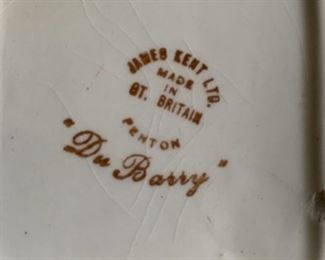 JAMES KENT LTD.
MADE
IN
GT. BRITAIN
FENTON
"Du Barry"